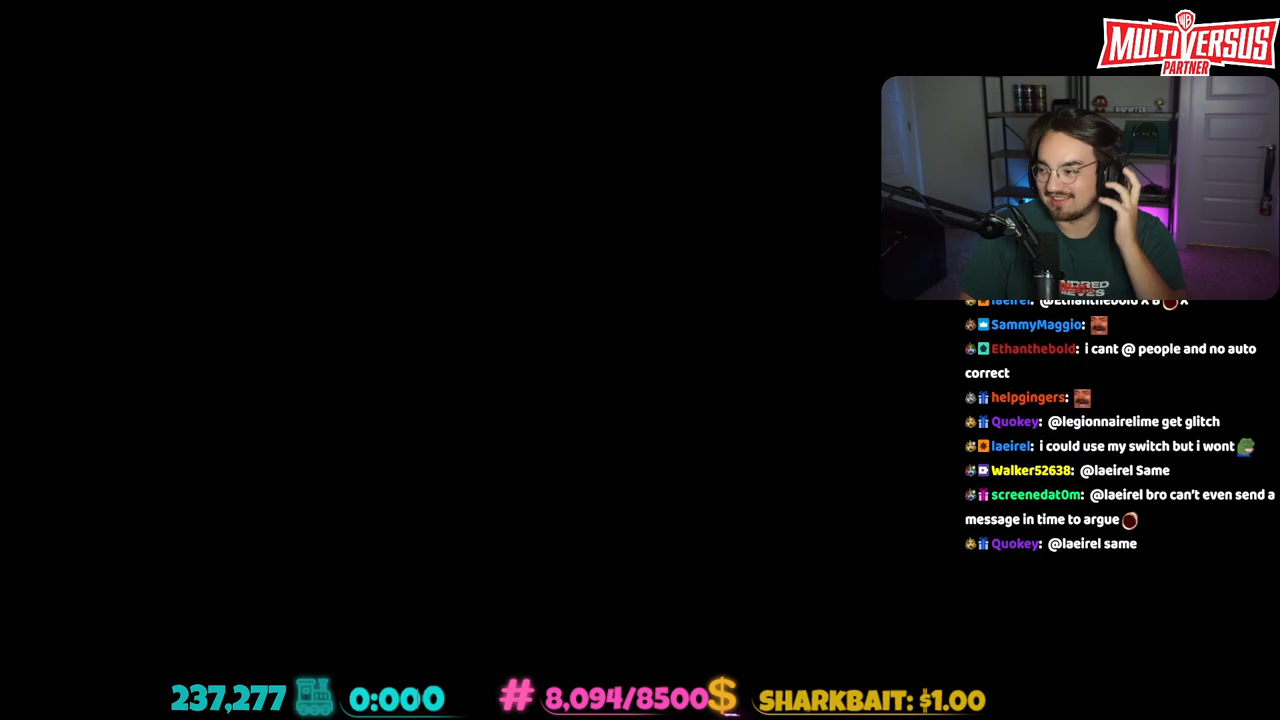 MULTIVERSUS
PARTNER
laeirel: @Ethanthebold X B X
SammyMaggio:
Ethanthebold: i cant @ people and no auto
correct
helpgingers:
Quokey: @legionnairelime get glitch
laeirel: i could use my switch but i wont
Walker52638: @laeirel Same
screenedat0m: @laeirel bro can't even send a
message in time to argue
Quokey: @laeirel same
237,277 0:000 # 8,094/8500 $ SHARKBAIT: $1.00